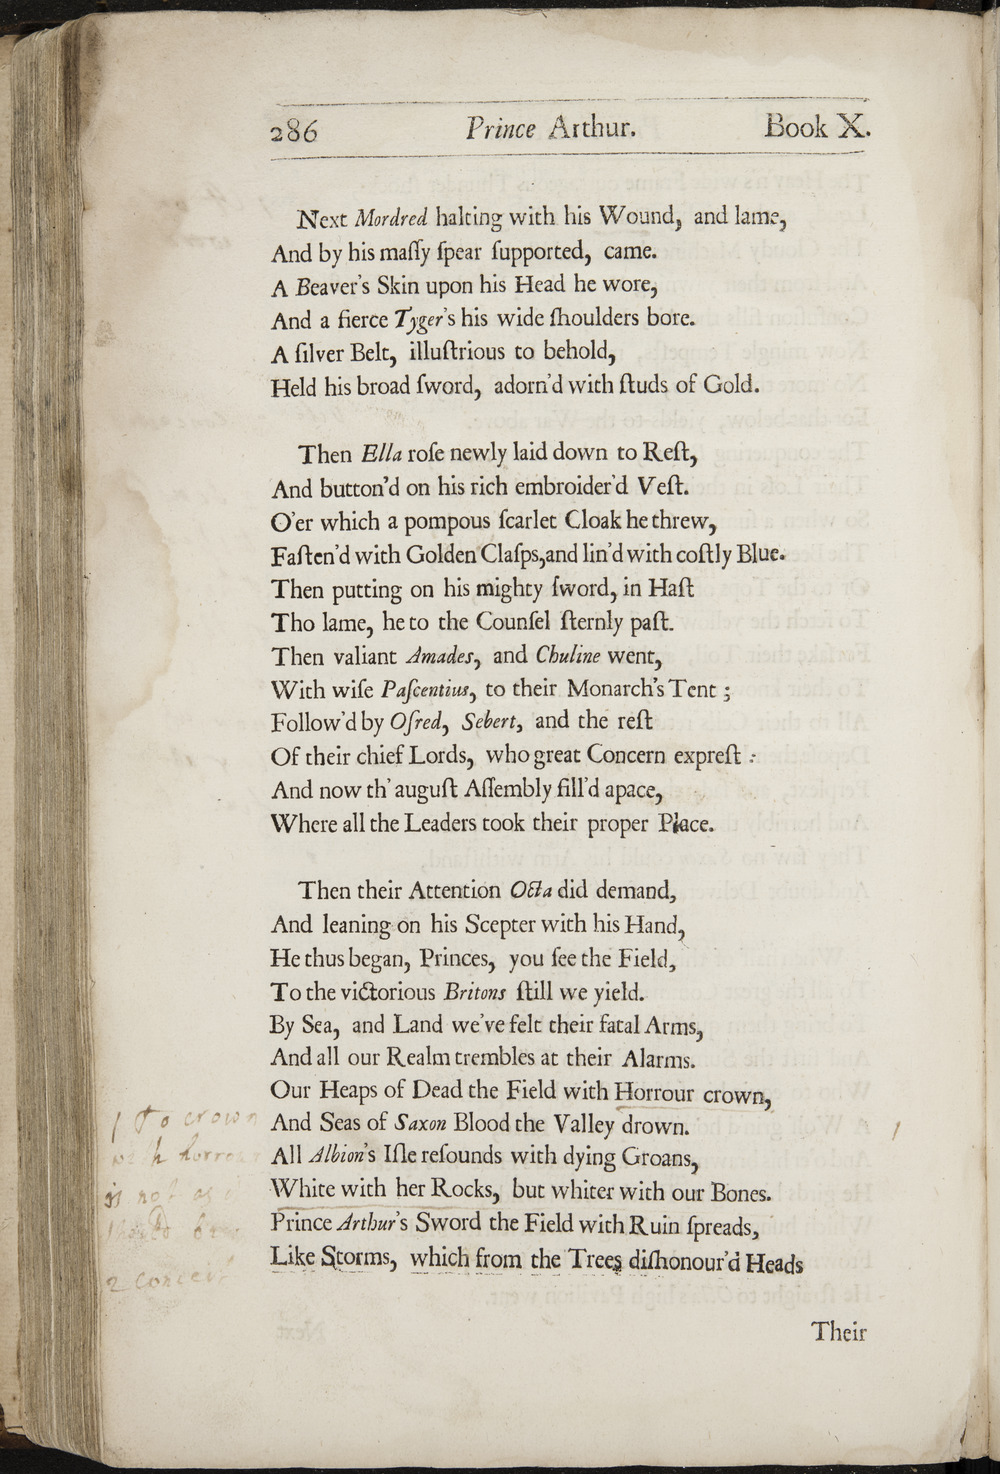 286 Prince Arthur. Book X.
Next Mordred halting with his Wound, and lame,
And by his maſſy ſpear ſupported, came.
A Beaver's Skin upon his Head he wore,
And a fierce Tyger's his wide ſhoulders bore.
A ſilver Belt, illuſtrious to behold,
Held his broad ſword, adorn'd with ſtuds of Gold.
Then Ella roſe newly laid down to Reſt,
And button'd on his rich embroider'd Veſt.
O'er which a pompous ſcarlet Cloak he threw,
Faſten'd with Golden Claſps, and lin'd with coſtly Blue.
Then putting on his mighty ſword, in Haſt
Tho lame, he to the Counſel ſternly paſt.
Then valiant Amades, and Chuline went,
With wiſe Paſcentius, to their Monarch's Tent ;
Follow'd by Oſred, Sebert, and the reſt
Of their chief Lords, who great Concern expreſt :
And now th' auguſt Aſſembly fill'd apace,
Where all the Leaders took their proper Place.
Then their Attention Octa did demand,
And leaning on his Scepter with his Hand,
He thus began, Princes, you ſee the Field,
To the victorious Britons ſtill we yield.
By Sea, and Land we've felt their fatal Arms,
And all our Realm trembles at their Alarms.
Our Heaps of Dead the Field with Horrour crown,
And Seas of Saxon Blood the Valley drown.
All Albion's Iſle reſounds with dying Groans,
White with her Rocks, but whiter with our Bones.
Prince Arthur's Sword the Field with Ruin ſpreads,
Like Storms, which from the Trees diſhonour'd Heads
Their
1 To crown
with horrour
is not as
should
2 conceit
1